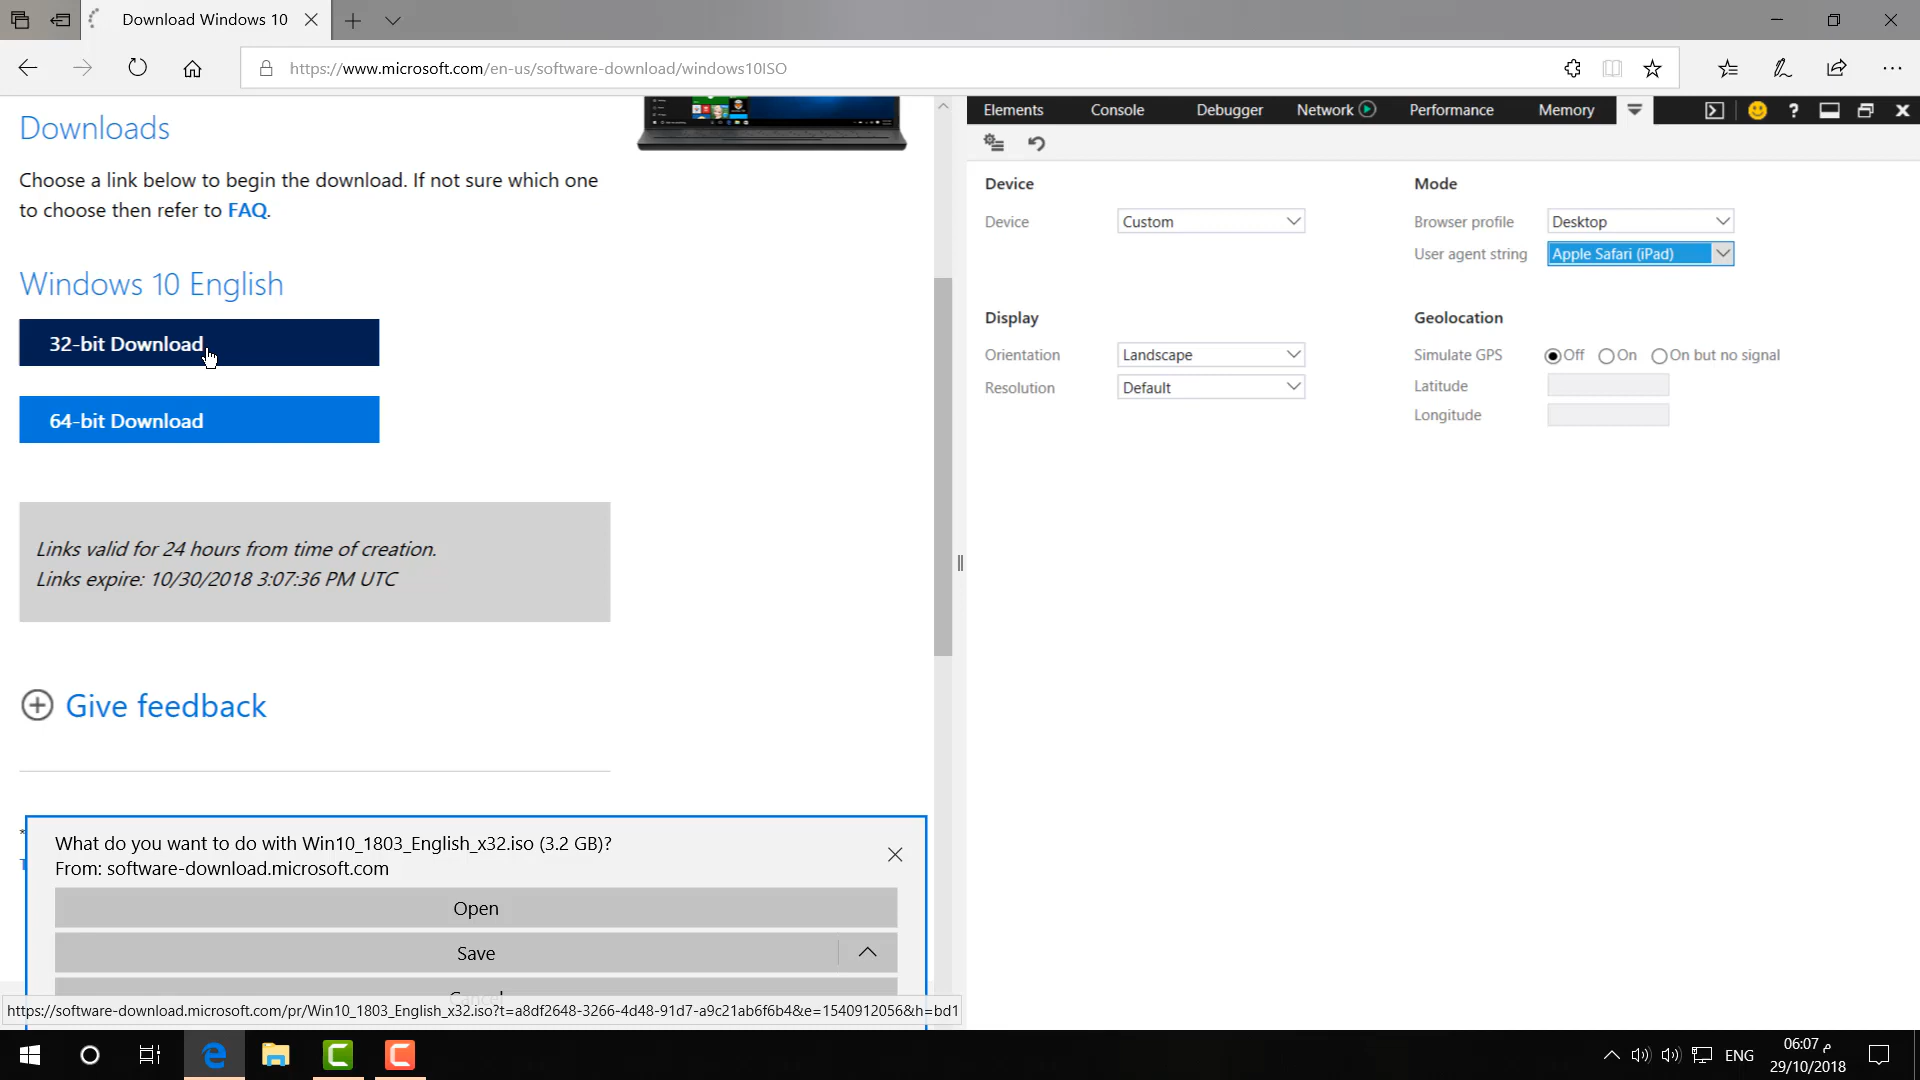 Download Windows 10
https://www.microsoft.com/en-us/software-download/windows10ISO
Downloads
Choose a link below to begin the download. If not sure which one
to choose then refer to FAQ.
Windows 10 English
32-bit Download
64-bit Download
Links valid for 24 hours from time of creation.
Links expire: 10/30/2018 3:07:36 PM UTC
Give feedback
What do you want to do with Win10_1803_English_x32.iso (3.2 GB)?
From: software-download.microsoft.com
Open
Save
Cancel
https://software-download.microsoft.com/pr/Win10_1803_English_x32.iso?t=a8df2648-3266-4d48-91d7-a9c21ab6f6b4&e=1540912056&h=bd1
Elements Console Debugger Network Performance Memory
Device
Device Custom
Display
Orientation Landscape
Resolution Default
Mode
Browser profile Desktop
User agent string Apple Safari (iPad)
Geolocation
Simulate GPS Off On On but no signal
Latitude
Longitude
ENG
06:07 م
29/10/2018